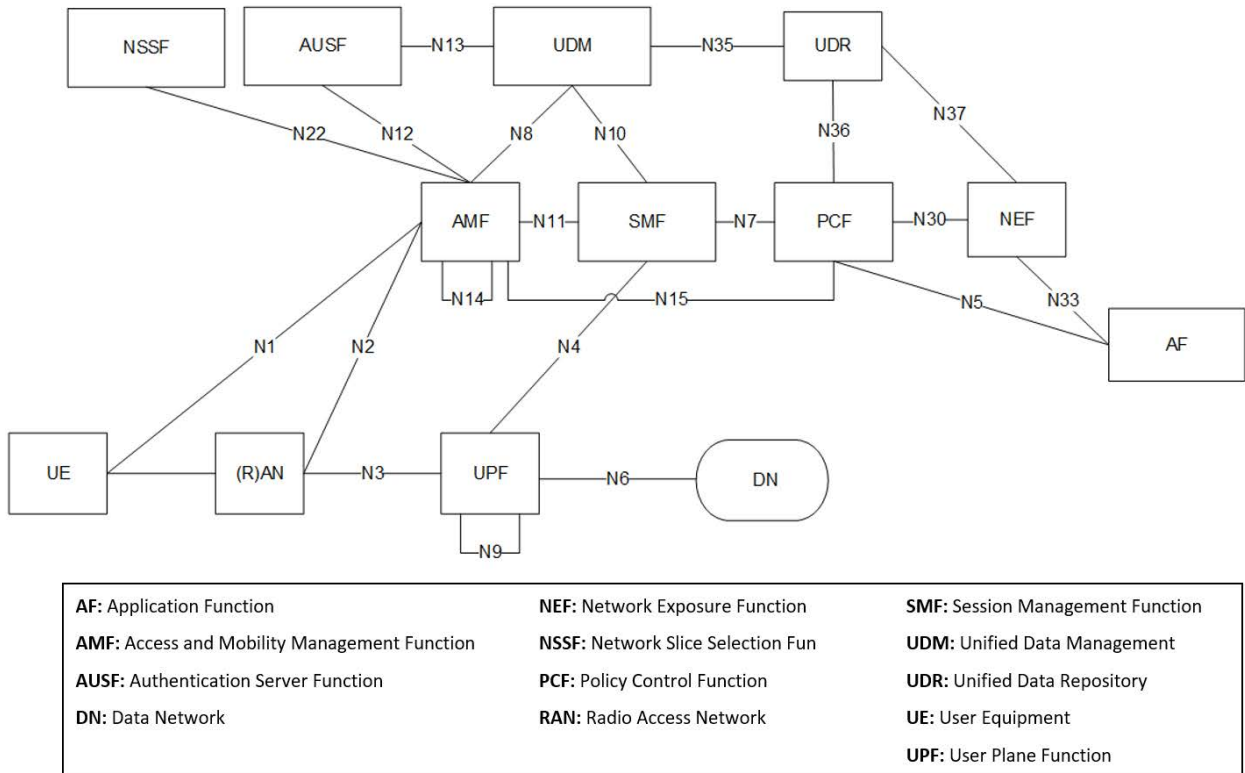 NSSF
AUSF
N13
UDM
N35
UDR
N22
N12
N8
N10
N36
N37
AMF
N11
SMF
N7
PCF
N30
NEF
N14
N15
N5
N33
N1
N2
N4
AF
UE
(R)AN
N3
UPF
N6
DN
N9
AF: Application Function
AMF: Access and Mobility Management Function
AUSF: Authentication Server Function
DN: Data Network
NEF: Network Exposure Function
NSSF: Network Slice Selection Fun
PCF: Policy Control Function
RAN: Radio Access Network
SMF: Session Management Function
UDM: Unified Data Management
UDR: Unified Data Repository
UE: User Equipment
UPF: User Plane Function